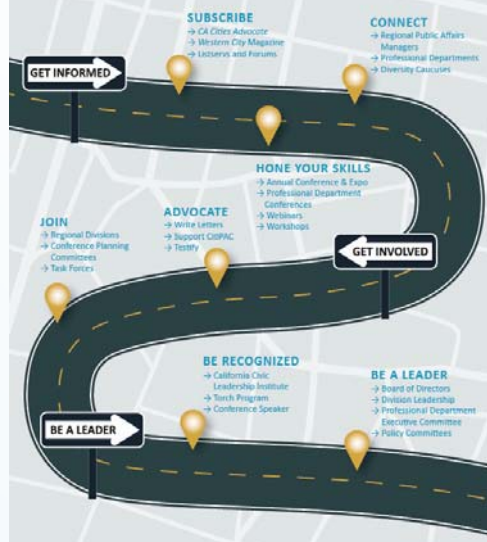 SUBSCRIBE
→ CA Cities Advocate
→ Western City Magazine
→ Listservs and Forums
CONNECT
→ Regional Public Affairs
Managers
→ Professional Departments
→ Diversity Caucuses
GET INFORMED
HONE YOUR SKILLS
→ Annual Conference & Expo
→ Professional Department
Conferences
→ Webinars
→ Workshops
JOIN
→ Regional Divisions
→ Conference Planning
Committees
→ Task Forces
ADVOCATE
→ Write Letters
→ Support CitiPAC
→ Testify
GET INVOLVED
BE RECOGNIZED
→ California Civic
Leadership Institute
→ Torch Program
→ Conference Speaker
BE A LEADER
→ Board of Directors
→ Division Leadership
→ Professional Department
Executive Committee
→ Policy Committees
BE A LEADER